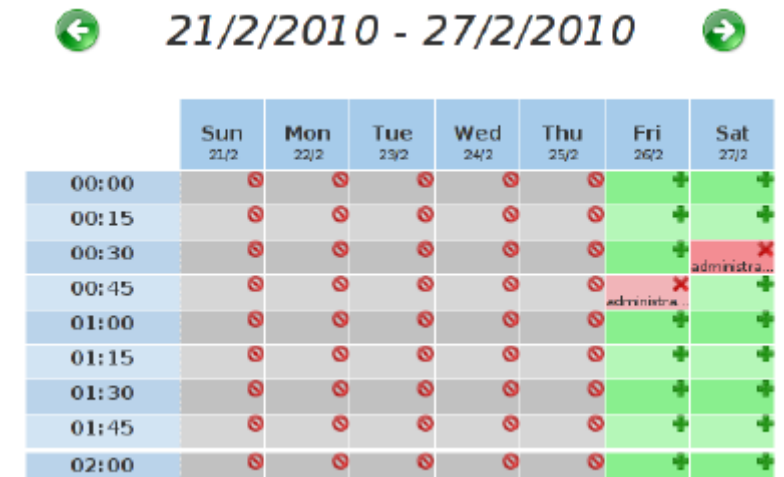 21/2/2010 - 27/2/2010
Sun Mon Tue Wed Thu Fri Sat
21/2 22/2 23/2 24/2 25/2 26/2 27/2
00:00
00:15
00:30 administra...
00:45 administra...
01:00
01:15
01:30
01:45
02:00